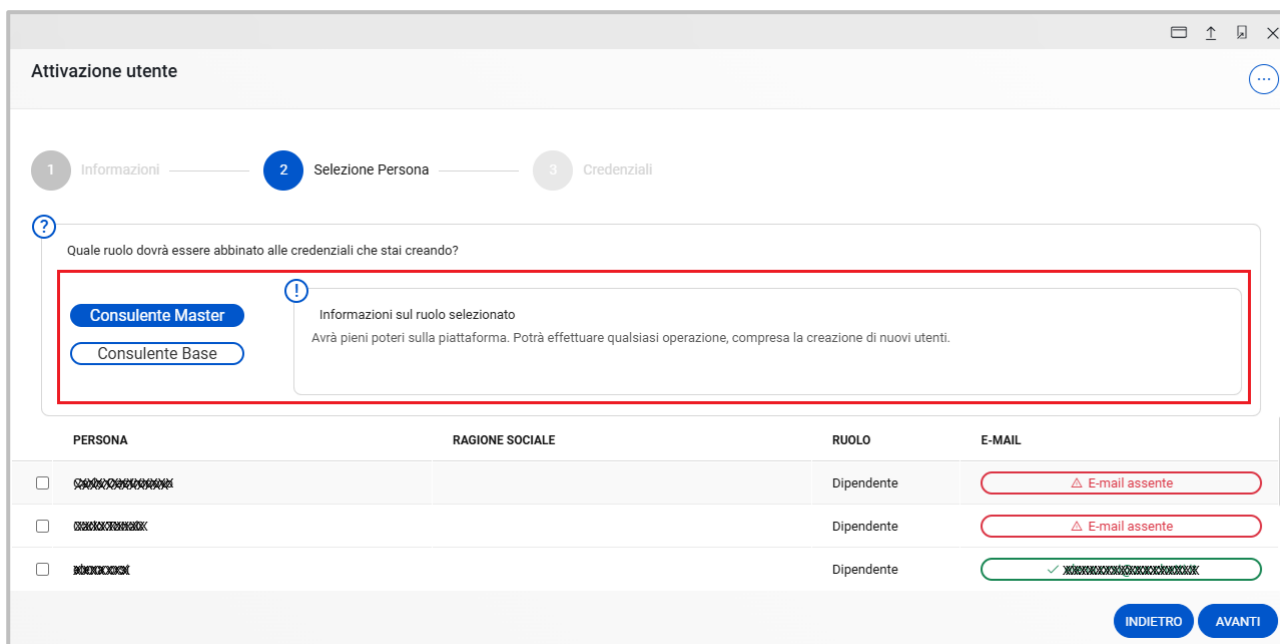 Attivazione utente
1 Informazioni 2 Selezione Persona 3 Credenziali
Quale ruolo dovrà essere abbinato alle credenziali che stai creando?
Consulente Master
Consulente Base
Informazioni sul ruolo selezionato
Avrà pieni poteri sulla piattaforma. Potrà effettuare qualsiasi operazione, compresa la creazione di nuovi utenti.
PERSONA RAGIONE SOCIALE RUOLO E-MAIL
Dipendente E-mail assente
Dipendente E-mail assente
Dipendente
INDIETRO AVANTI